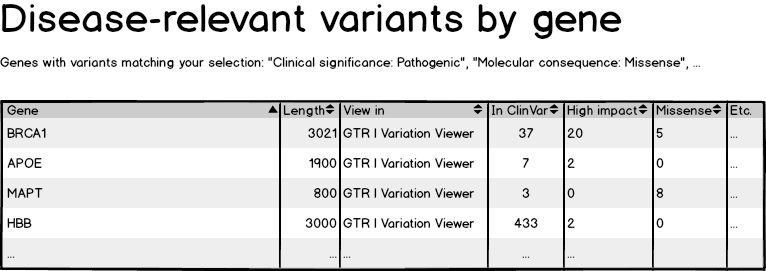 Disease-relevant variants by gene
Genes with variants matching your selection: "Clinical significance: Pathogenic", "Molecular consequence: Missense", ...
Gene Length View in In ClinVar High impact Missense Etc.
BRCA1 3021 GTR | Variation Viewer 37 20 5 ...
APOE 1900 GTR | Variation Viewer 7 2 0 ...
MAPT 800 GTR | Variation Viewer 3 0 8 ...
HBB 3000 GTR | Variation Viewer 433 2 0 ...
... ... ... ... ... ... ...